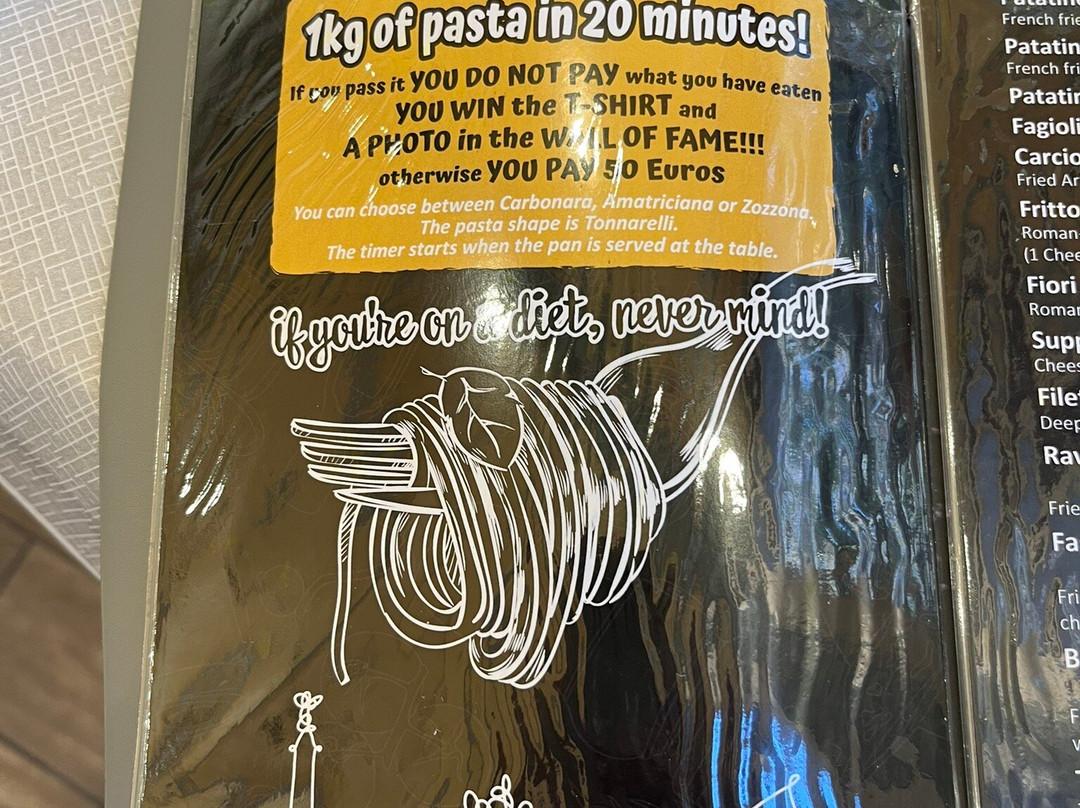 1kg of pasta in 20 minutes!
If you pass it YOU DO NOT PAY what you have eaten
YOU WIN the T-SHIRT and
A PHOTO in the WALL OF FAME!!!
otherwise YOU PAY 50 Euros
You can choose between Carbonara, Amatriciana or Zozzona.
The pasta shape is Tonnarelli.
The timer starts when the pan is served at the table.
if you're on a diet, never mind!
French frie
Patatin
French fri
Patatin
Fagioli
Carcio
Fried Ar
Fritto
Roman-
(1 Chee
Fiori
Roman
Supp
Chees
Filet
Deep
Rav
Frie
Fa
Fri
ch
B
F